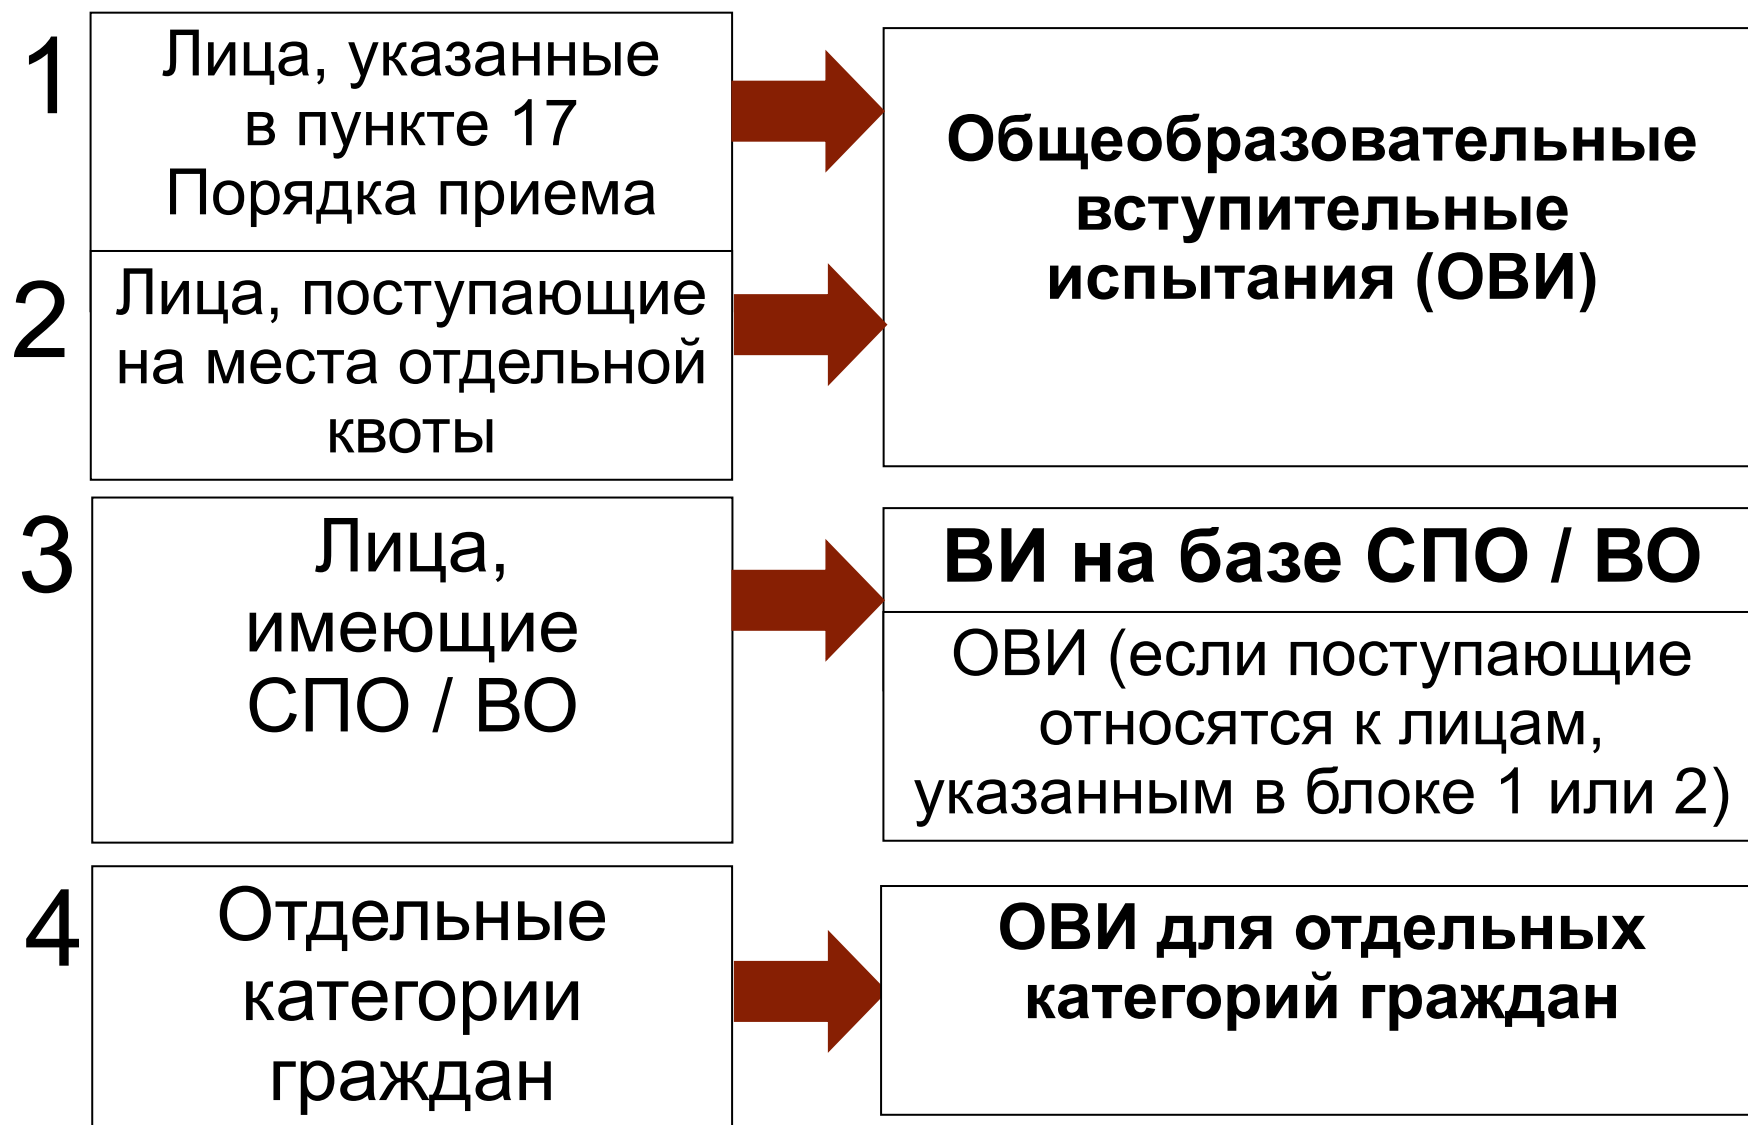 1
Лица, указанные
в пункте 17
Порядка приема
Общеобразовательные
вступительные
испытания (ОВИ)
2
Лица, поступающие
на места отдельной
квоты
3
Лица,
имеющие
СПО / ВО
ВИ на базе СПО / ВО
ОВИ (если поступающие
относятся к лицам,
указанным в блоке 1 или 2)
4
Отдельные
категории
граждан
ОВИ для отдельных
категорий граждан